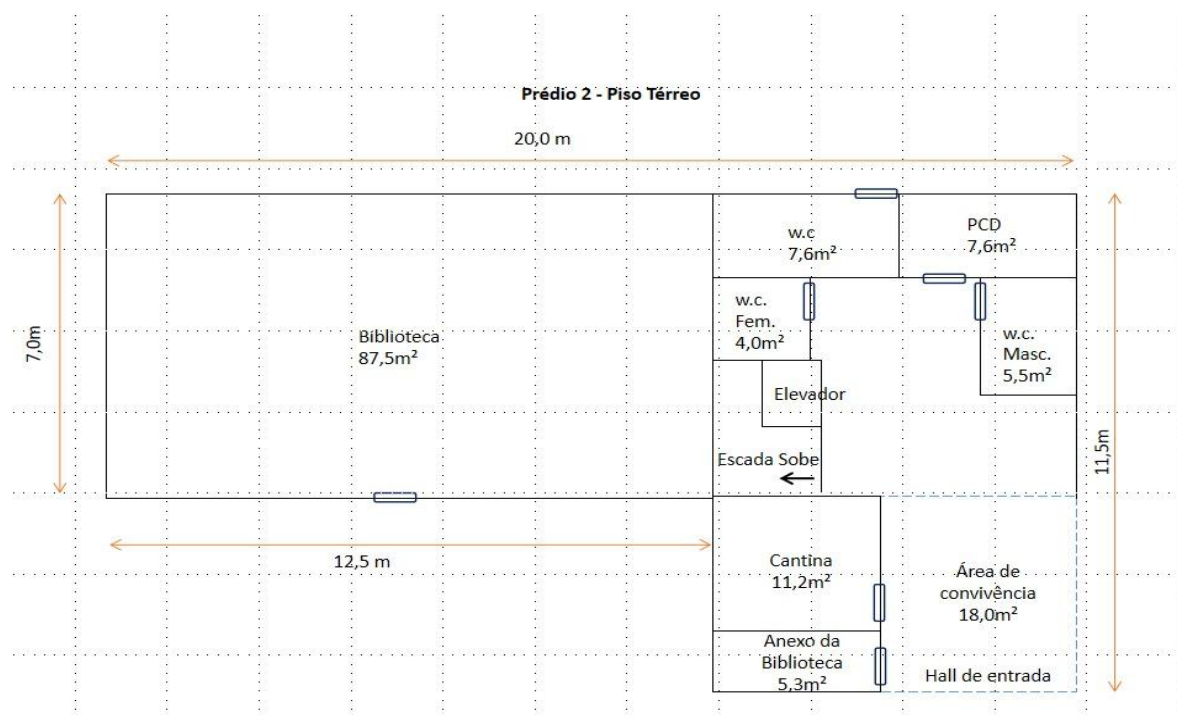 Prédio 2 - Piso Térreo
20,0 m
w.c
7,6m²
PCD
7,6m²
w.c.
Fem.
4,0m²
w.c.
Masc.
5,5m²
7,0m
Biblioteca
87,5m²
Elevador
11,5m
Escada Sobe
12,5 m
Cantina
11,2m²
Área de
convivência
18,0m²
Anexo da
Biblioteca
5,3m²
Hall de entrada